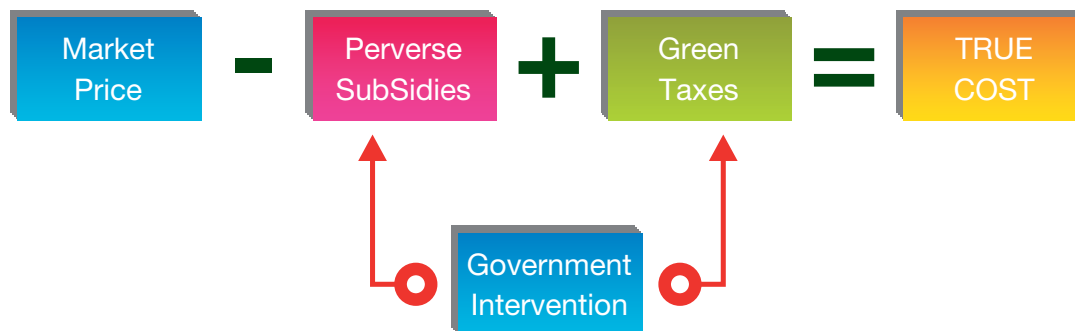 Market
Price
-
Perverse
SubSidies
+
Green
Taxes
=
TRUE
COST
Government
Intervention